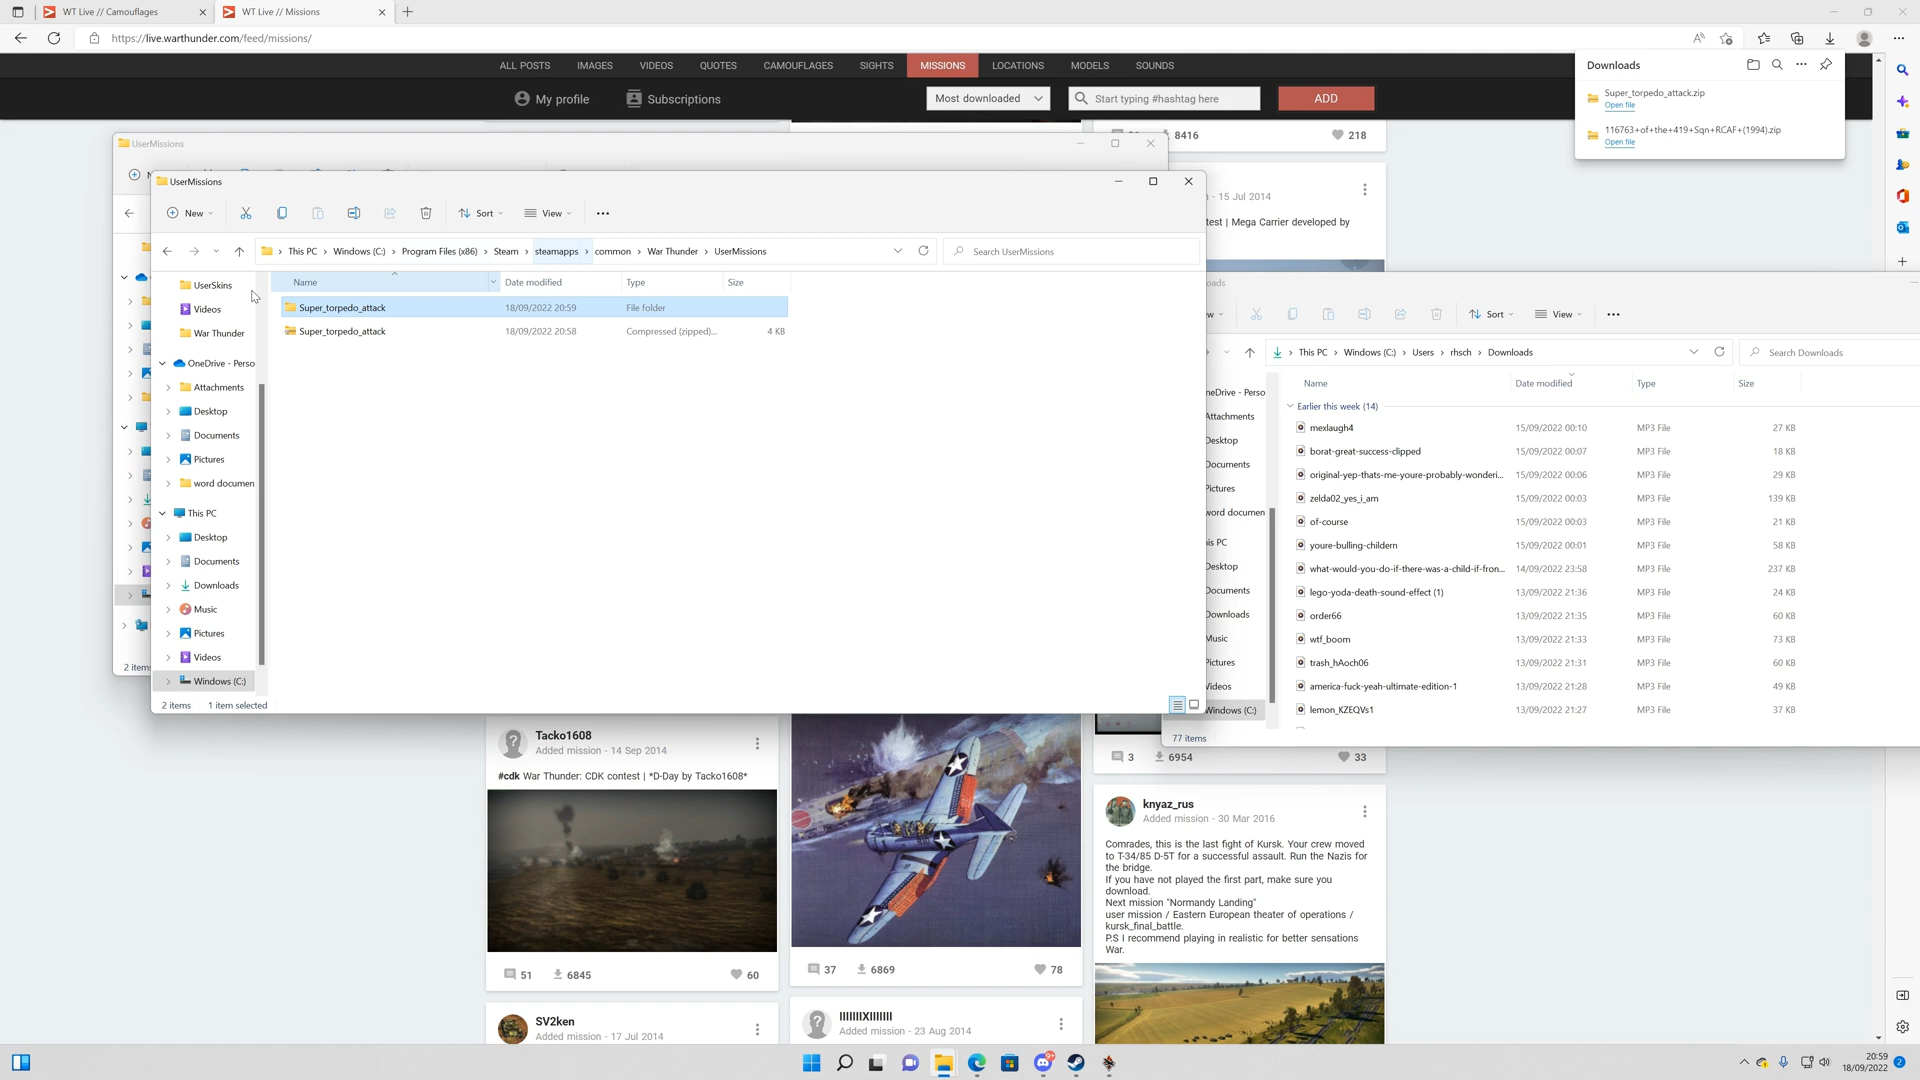 WT Live // Camouflages
WT Live // Missions
https://live.warthunder.com/feed/missions/
ALL POSTS IMAGES VIDEOS QUOTES CAMOUFLAGES SIGHTS MISSIONS LOCATIONS MODELS SOUNDS
My profile Subscriptions Most downloaded Start typing #hashtag here ADD
Downloads
Super_torpedo_attack.zip
Open file
116763+of+the+419+Sqn+RCAF+(1994).zip
Open file
8416 218
UserMissions
UserMissions
New Sort View
This PC Windows (C:) Program Files (x86) Steam steamapps common War Thunder UserMissions Search UserMissions
Name Date modified Type Size
Super_torpedo_attack 18/09/2022 20:59 File folder
Super_torpedo_attack 18/09/2022 20:58 Compressed (zipped)... 4 KB
UserSkins
Videos
War Thunder
OneDrive - Perso
Attachments
Desktop
Documents
Pictures
word documen
This PC
Desktop
Documents
Downloads
Music
Pictures
Videos
Windows (C:)
2 items 1 item selected
2 items
- 15 Jul 2014
test | Mega Carrier developed by
Sort View
This PC Windows (C:) Users rhsch Downloads Search Downloads
Name Date modified Type Size
Earlier this week (14)
mexlaugh4 15/09/2022 00:10 MP3 File 27 KB
borat-great-success-clipped 15/09/2022 00:07 MP3 File 18 KB
original-yep-thats-me-youre-probably-wonderi... 15/09/2022 00:06 MP3 File 29 KB
zelda02_yes_i_am 15/09/2022 00:03 MP3 File 139 KB
of-course 15/09/2022 00:03 MP3 File 21 KB
youre-bulling-childern 15/09/2022 00:01 MP3 File 58 KB
what-would-you-do-if-there-was-a-child-if-fron... 14/09/2022 23:58 MP3 File 237 KB
lego-yoda-death-sound-effect (1) 13/09/2022 21:36 MP3 File 24 KB
order66 13/09/2022 21:35 MP3 File 60 KB
wtf_boom 13/09/2022 21:33 MP3 File 73 KB
trash_hAoch06 13/09/2022 21:31 MP3 File 60 KB
america-fuck-yeah-ultimate-edition-1 13/09/2022 21:28 MP3 File 49 KB
lemon_KZEQVs1 13/09/2022 21:27 MP3 File 37 KB
neDrive - Perso
Attachments
Desktop
Documents
Pictures
word documen
his PC
Desktop
Documents
Downloads
Music
Pictures
Videos
Windows (C:)
77 items
Tacko1608
Added mission - 14 Sep 2014
#cdk War Thunder: CDK contest | *D-Day by Tacko1608*
51 6845 60
SV2ken
Added mission - 17 Jul 2014
37 6869 78
IIIIIIIXIIIIIII
Added mission - 23 Aug 2014
3 6954 33
knyaz_rus
Added mission - 30 Mar 2016
Comrades, this is the last fight of Kursk. Your crew moved
to T-34/85 D-5T for a successful assault. Run the Nazis for
the bridge.
If you have not played the first part, make sure you
download.
Next mission "Normandy Landing"
user mission / Eastern European theater of operations /
kursk_final_battle.
P.S I recommend playing in realistic for better sensations
War.
20:59
18/09/2022
2